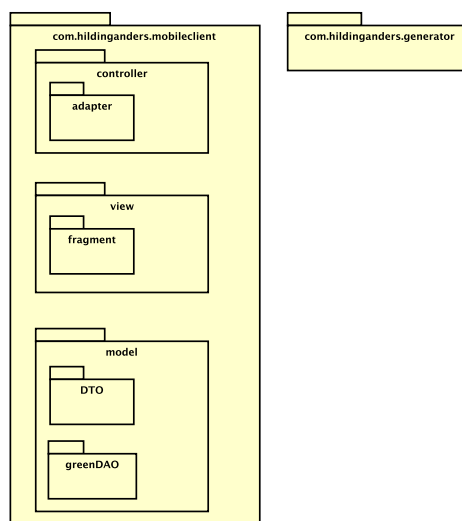 com.hildinganders.mobileclient
com.hildinganders.generator
controller
adapter
view
fragment
model
DTO
greenDAO